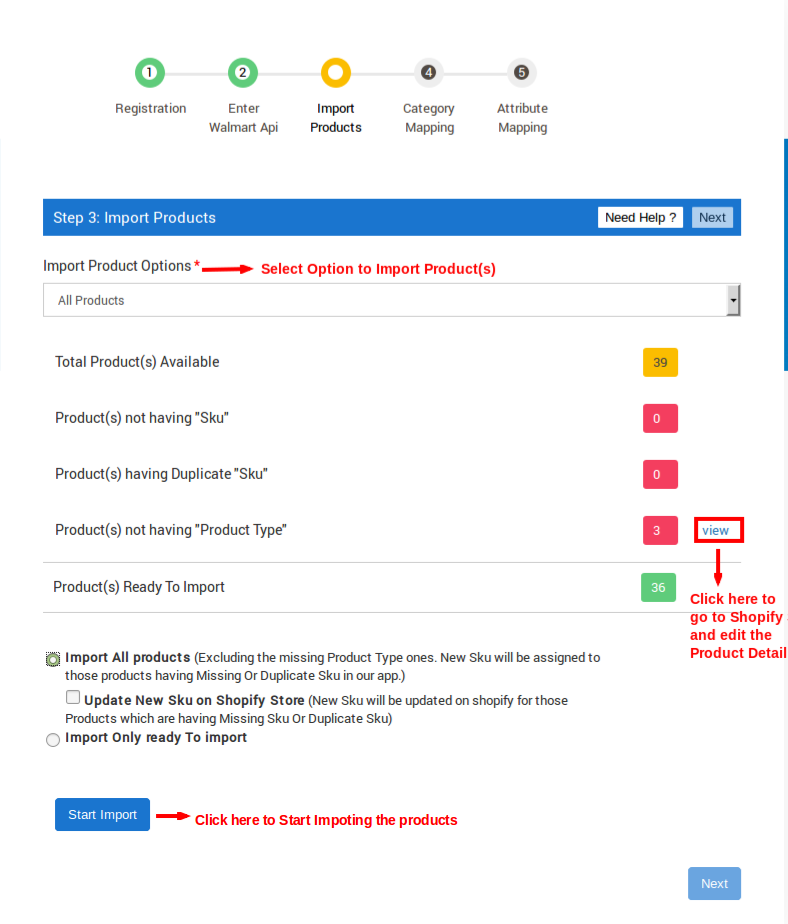 1 2 4 5
Registration Enter Import Category Attribute
Walmart Api Products Mapping Mapping
Step 3: Import Products Need Help ? Next
Import Product Options * Select Option to Import Product(s)
All Products
Total Product(s) Available 39
Product(s) not having "Sku" 0
Product(s) having Duplicate "Sku" 0
Product(s) not having "Product Type" 3 view
Product(s) Ready To Import 36
Click here to
go to Shopify
and edit the
Product Detail
Import All products (Excluding the missing Product Type ones. New Sku will be assigned to
those products having Missing Or Duplicate Sku in our app.)
Update New Sku on Shopify Store (New Sku will be updated on shopify for those
Products which are having Missing Sku Or Duplicate Sku)
Import Only ready To import
Start Import Click here to Start Impoting the products
Next